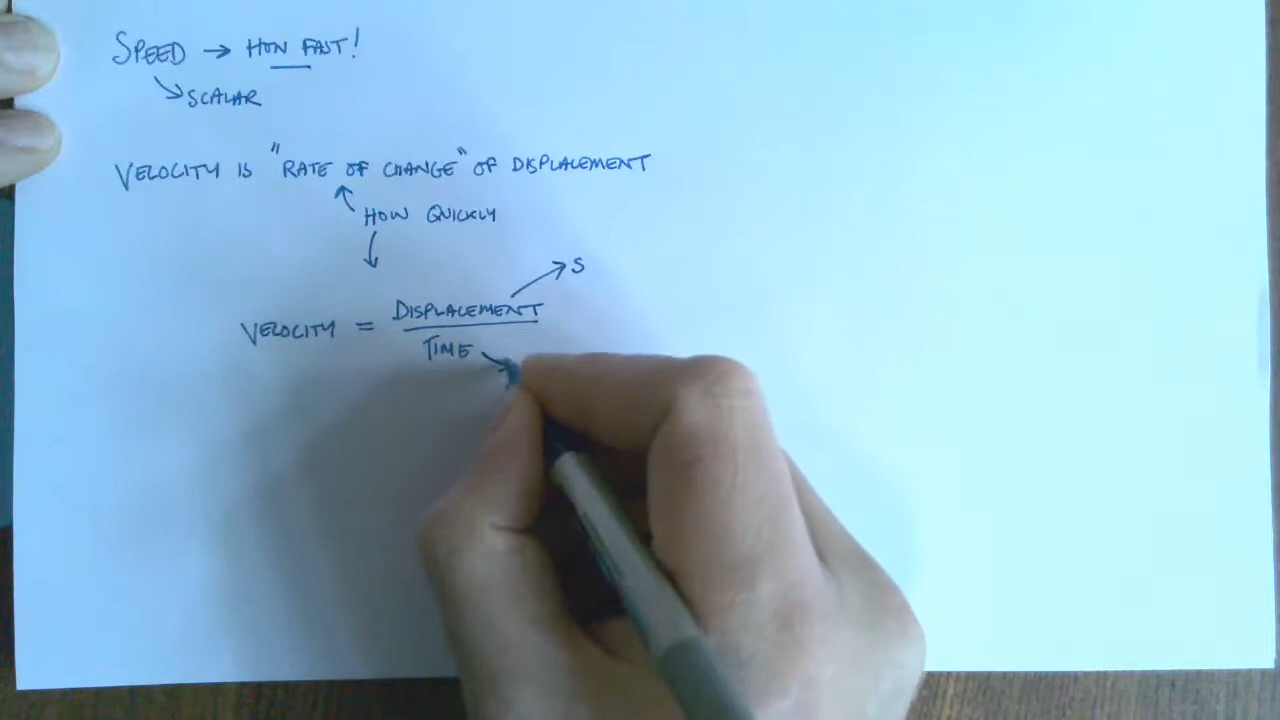 SPEED → HOW FAST!
↘ SCALAR
VELOCITY IS "RATE OF CHANGE" OF DISPLACEMENT
HOW QUICKLY
S
VELOCITY = DISPLACEMENT
TIME